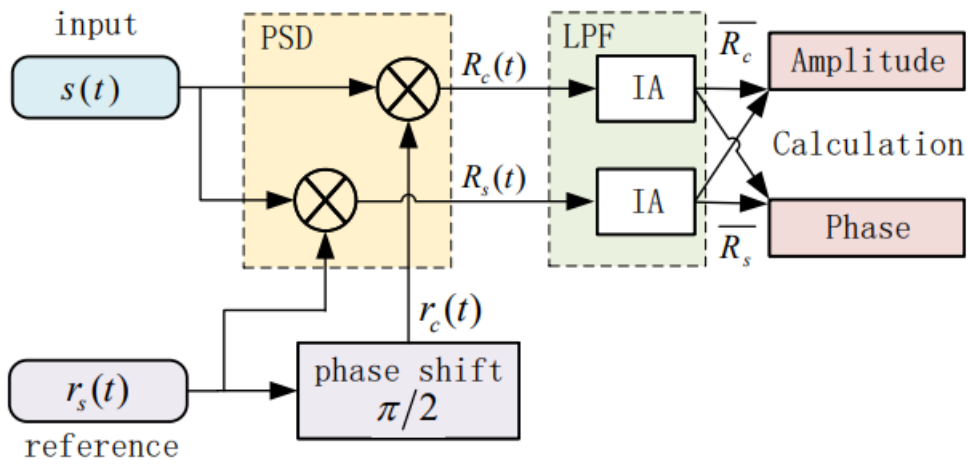 input
PSD
LPF
s(t)
R_c(t)
IA
\overline{R_c}
Amplitude
Calculation
R_s(t)
IA
\overline{R_s}
Phase
r_c(t)
r_s(t)
phase shift
π/2
reference